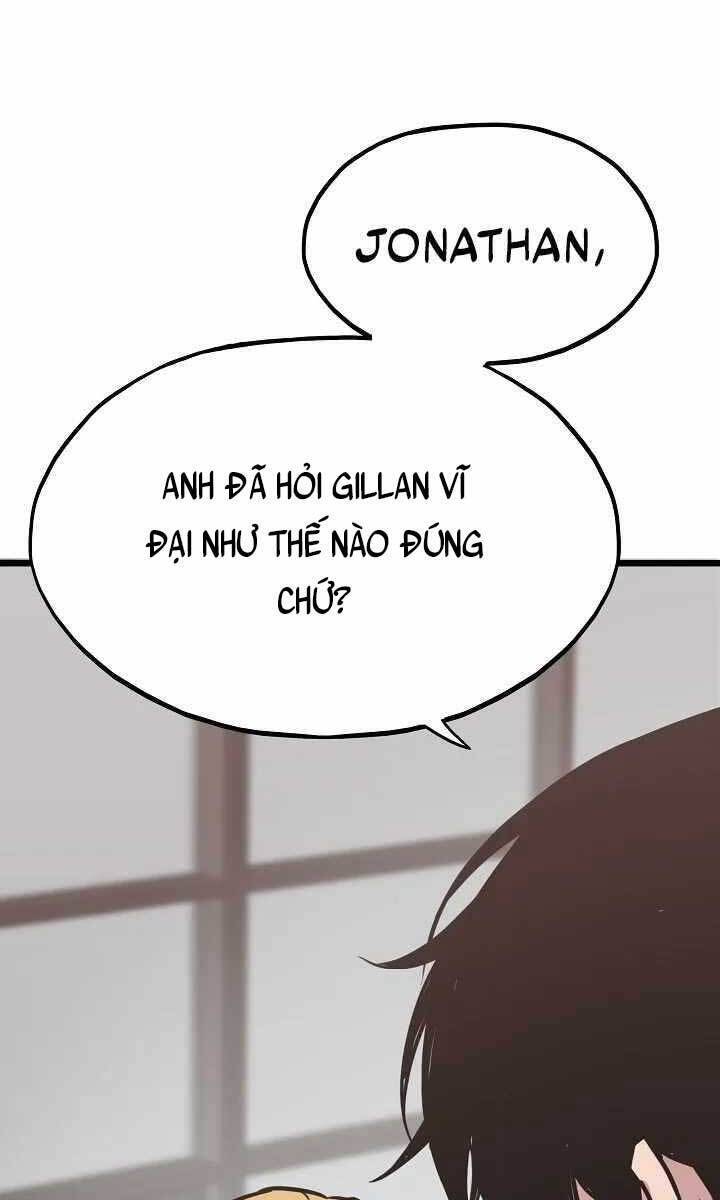 JONATHAN,
ANH ĐÃ HỎI GILLAN VĨ
ĐẠI NHƯ THẾ NÀO ĐÚNG
CHỨ?